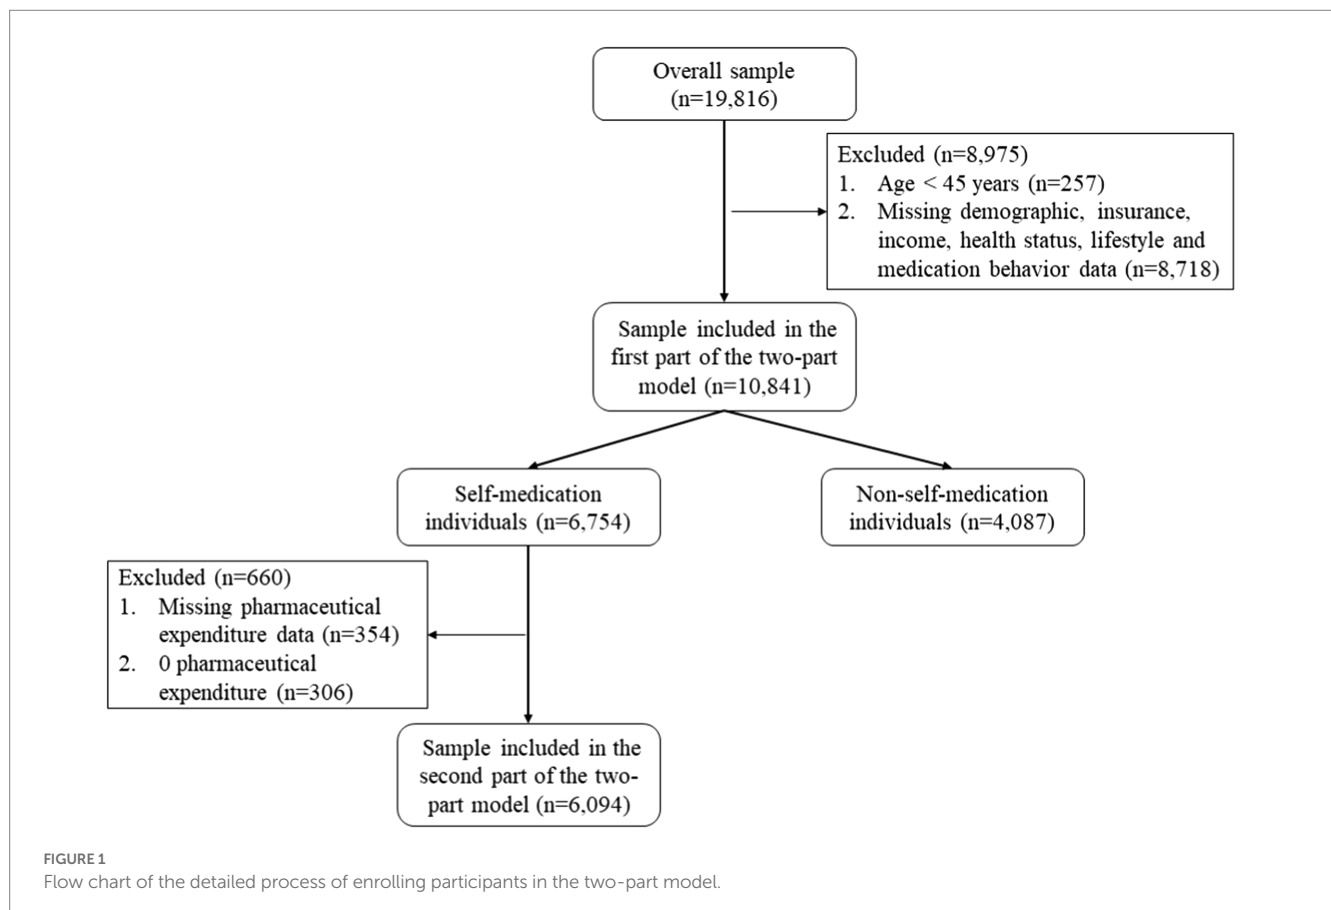 Overall sample
(n=19,816)
Excluded (n=8,975)
1. Age < 45 years (n=257)
2. Missing demographic, insurance,
income, health status, lifestyle and
medication behavior data (n=8,718)
Sample included in the
first part of the two-part
model (n=10,841)
Self-medication
individuals (n=6,754)
Non-self-medication
individuals (n=4,087)
Excluded (n=660)
1. Missing pharmaceutical
expenditure data (n=354)
2. 0 pharmaceutical
expenditure (n=306)
Sample included in the
second part of the two-
part model (n=6,094)
FIGURE 1
Flow chart of the detailed process of enrolling participants in the two-part model.